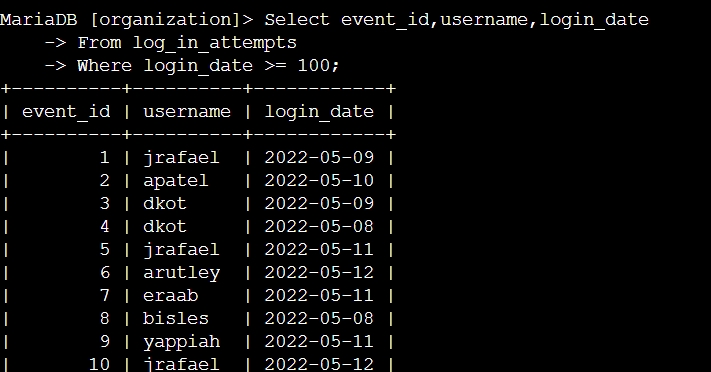 MariaDB [organization]> Select event_id,username,login_date
    -> From log_in_attempts
    -> Where login_date >= 100;
+----------+----------+------------+
| event_id | username | login_date |
+----------+----------+------------+
|        1 | jrafael  | 2022-05-09 |
|        2 | apatel   | 2022-05-10 |
|        3 | dkot     | 2022-05-09 |
|        4 | dkot     | 2022-05-08 |
|        5 | jrafael  | 2022-05-11 |
|        6 | arutley  | 2022-05-12 |
|        7 | eraab    | 2022-05-11 |
|        8 | bisles   | 2022-05-08 |
|        9 | yappiah  | 2022-05-11 |
|       10 | jrafael  | 2022-05-12 |